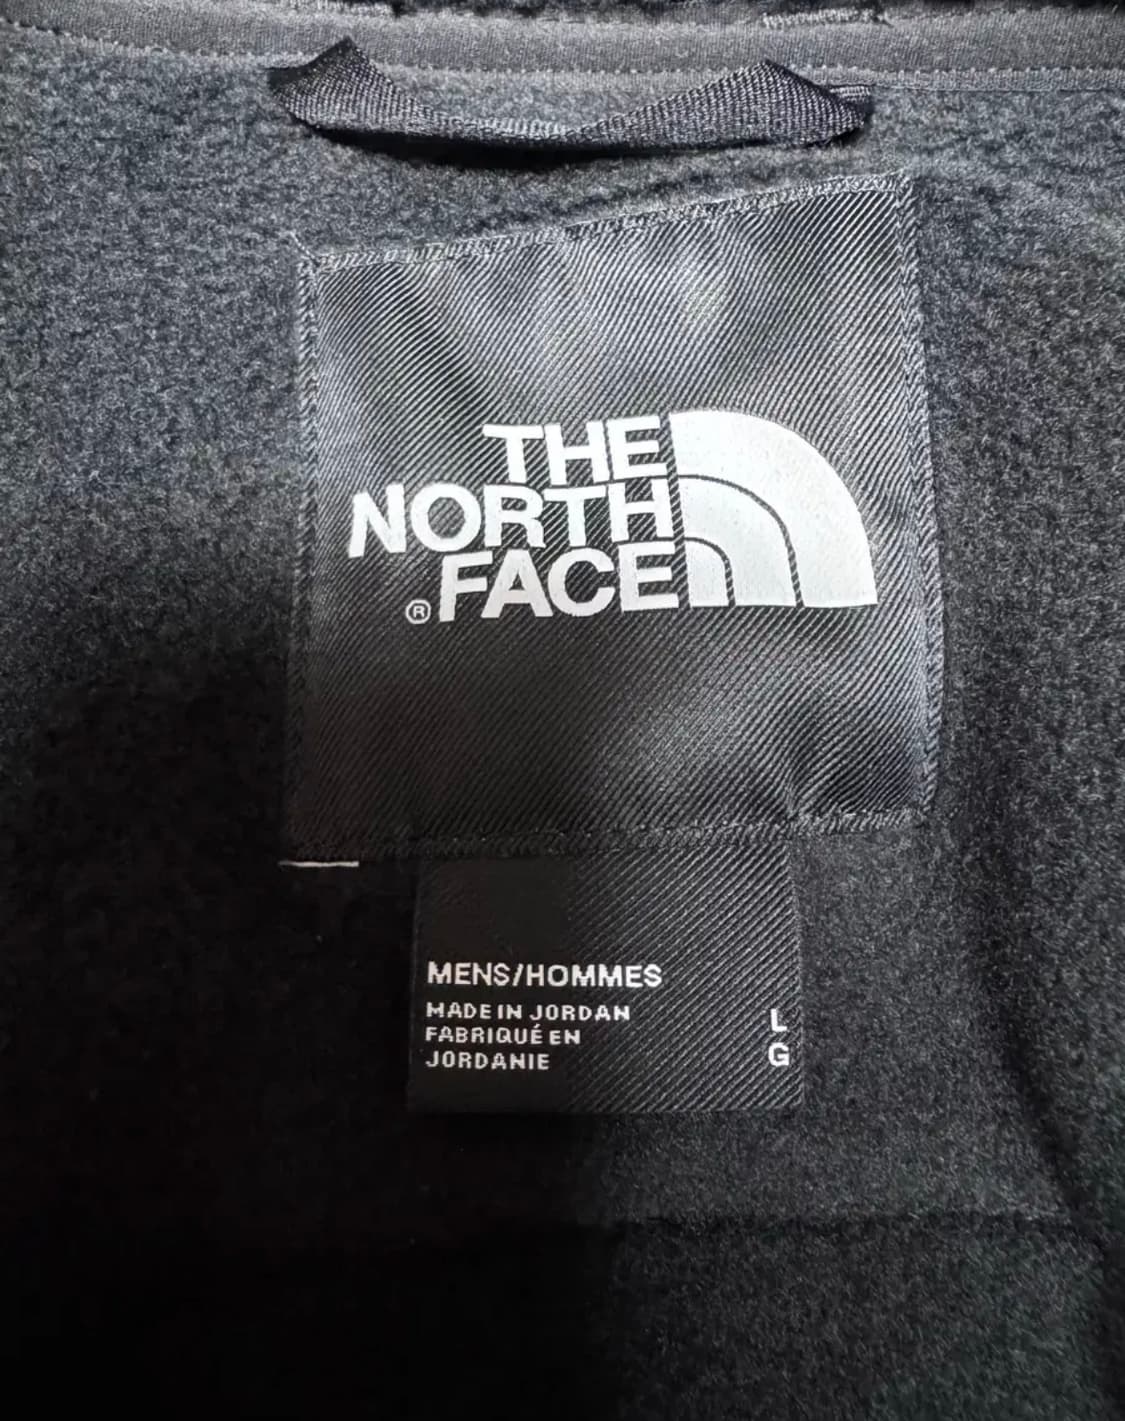 THE
NORTH
FACE
®
MENS/HOMMES
MADE IN JORDAN
FABRIQUÉ EN
JORDANIE
L
G